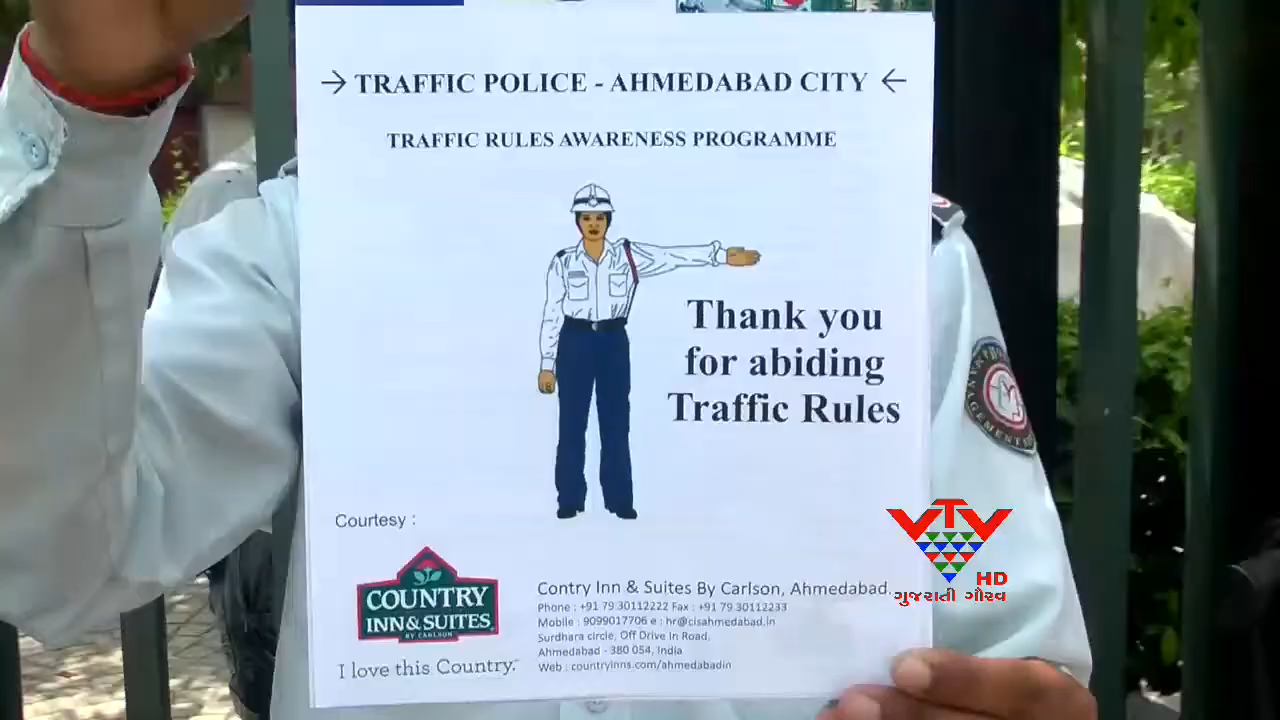 → TRAFFIC POLICE - AHMEDABAD CITY ←
TRAFFIC RULES AWARENESS PROGRAMME
Thank you
for abiding
Traffic Rules
Courtesy :
COUNTRY
INN & SUITES
BY CARLSON
I love this Country.
Contry Inn & Suites By Carlson, Ahmedabad.
Phone : +91 79 30112222 Fax : +91 79 30112233
Mobile : 9099017706 e : hr@cisahmedabad.in
Surdhara circle, Off Drive in Road,
Ahmedabad - 380 054, India
Web : countryinns.com/ahmedabadin
VTV
HD
ગુજરાતી ગૌરવ